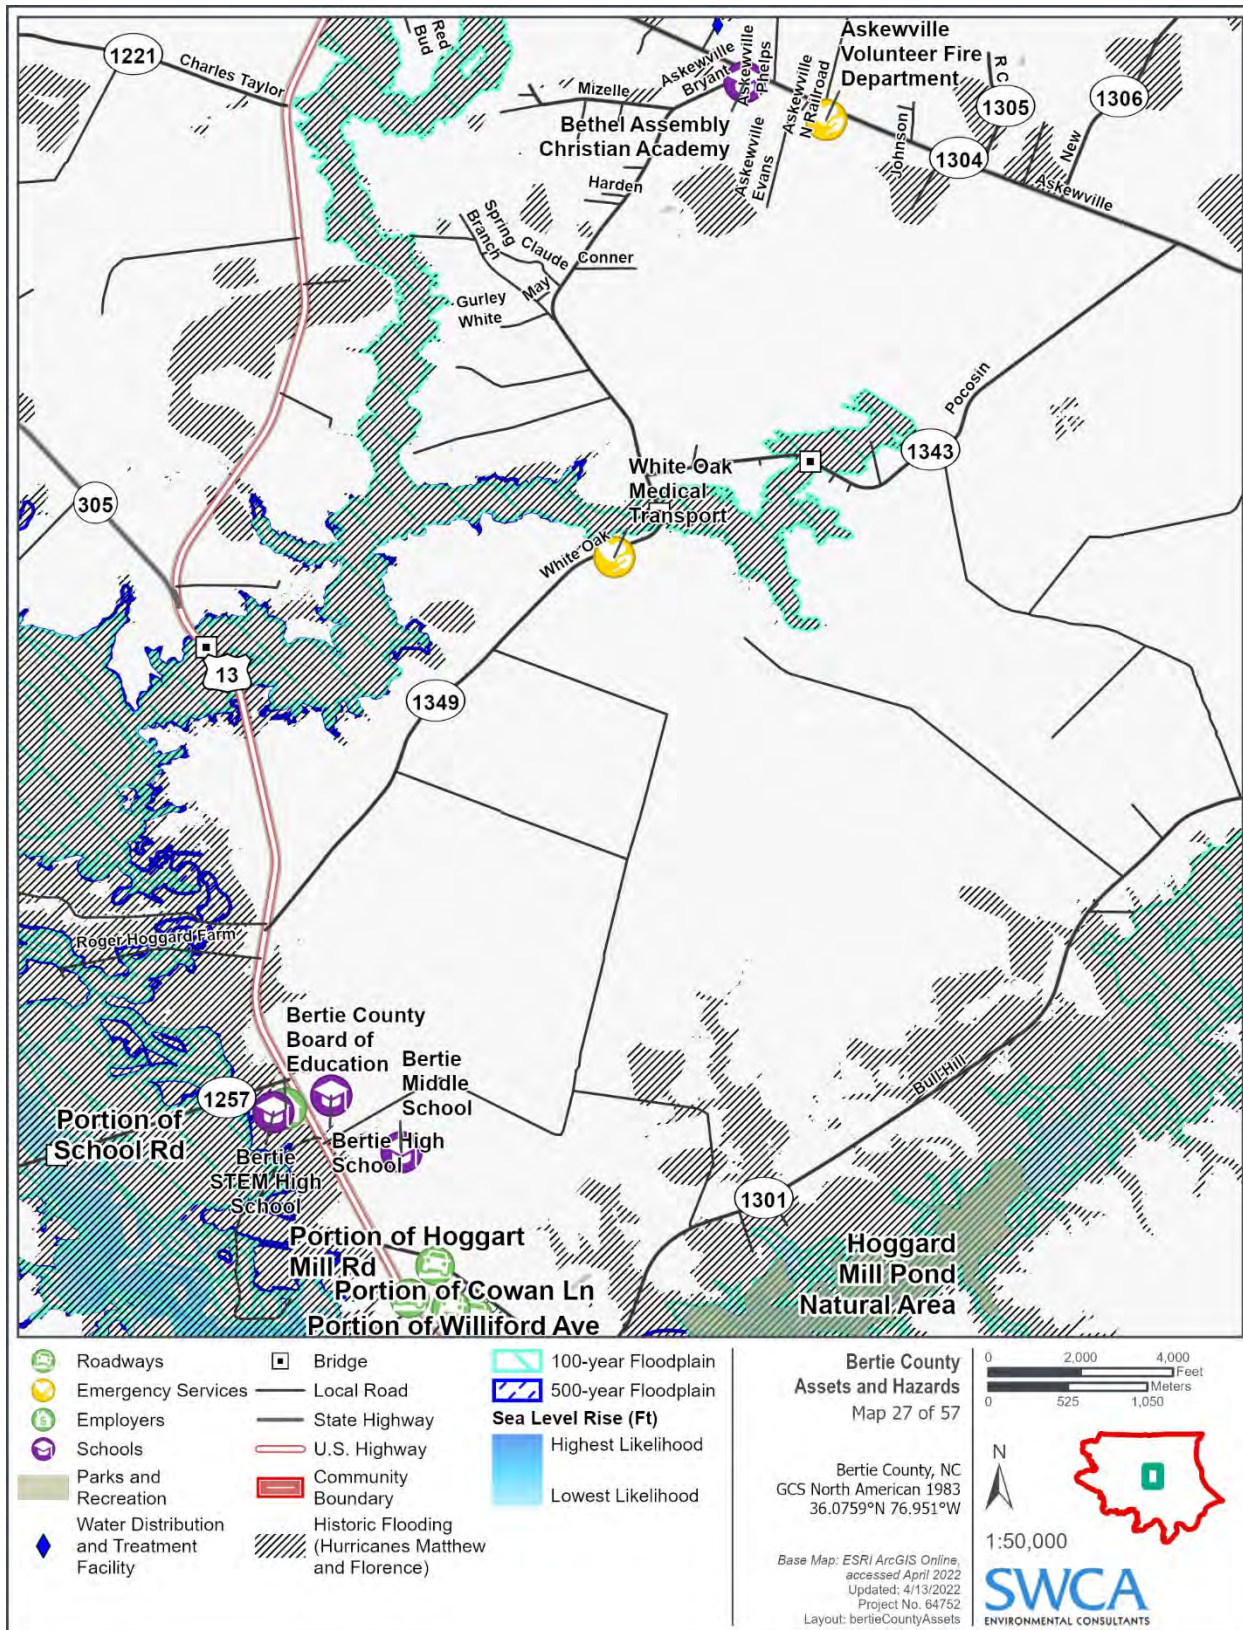 Red
Bud
1221
Charles Taylor
Askewville
Bryant
Askewville
Phelps
Askewville
Volunteer Fire
Department
R C
1305
1306
Mizelle
Bethel Assembly
Christian Academy
Askewville
N Railroad
Askewville
Evans
Johnson
1304
New
Askewville
Harden
Spring
Branch
Claude
Conner
May
Gurley
White
Pocosin
1343
305
White Oak
Medical
Transport
White Oak
13
1349
Roger Hoggard Farm
Bertie County
Board of
Education
Bertie
Middle
School
Bull Hill
1257
Portion of
School Rd
Bertie High
School
Bertie
STEM High
School
1301
Portion of Hoggart
Mill Rd
Hoggard
Mill Pond
Natural Area
Portion of Cowan Ln
Portion of Williford Ave
Roadways
Emergency Services
Employers
Schools
Parks and
Recreation
Water Distribution
and Treatment
Facility
Bridge
Local Road
State Highway
U.S. Highway
Community
Boundary
Historic Flooding
(Hurricanes Matthew
and Florence)
100-year Floodplain
500-year Floodplain
Sea Level Rise (Ft)
Highest Likelihood
Lowest Likelihood
Bertie County
Assets and Hazards
Map 27 of 57
Bertie County, NC
GCS North American 1983
36.0759°N 76.951°W
Base Map: ESRI ArcGIS Online,
accessed April 2022
Updated: 4/13/2022
Project No. 64752
Layout: bertieCountyAssets
0 2,000 4,000
Feet
Meters
0 525 1,050
N
1:50,000
SWCA
ENVIRONMENTAL CONSULTANTS